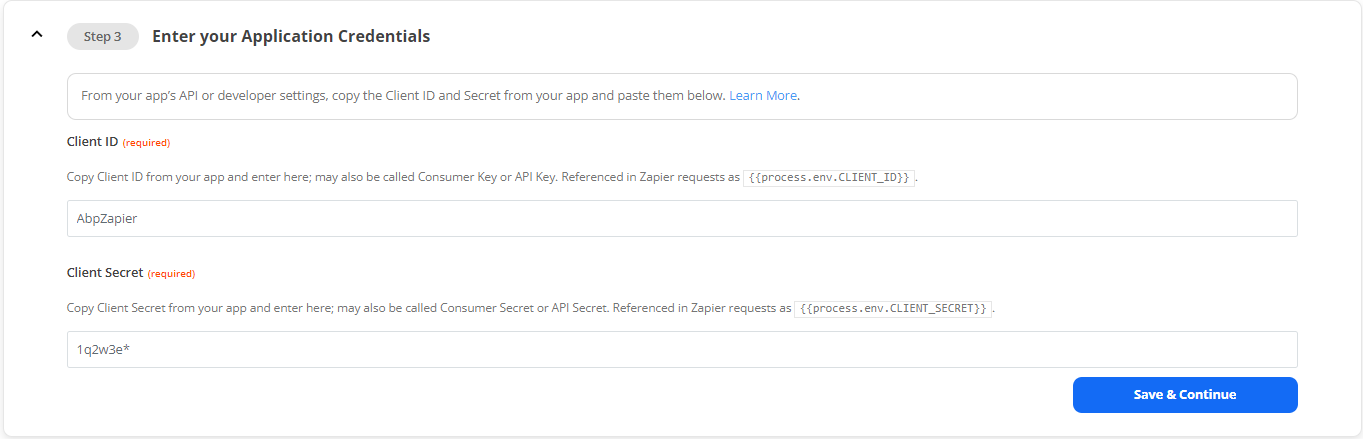 Step 3 Enter your Application Credentials
From your app's API or developer settings, copy the Client ID and Secret from your app and paste them below. Learn More.
Client ID (required)
Copy Client ID from your app and enter here; may also be called Consumer Key or API Key. Referenced in Zapier requests as {{process.env.CLIENT_ID}}.
AbpZapier
Client Secret (required)
Copy Client Secret from your app and enter here; may also be called Consumer Secret or API Secret. Referenced in Zapier requests as {{process.env.CLIENT_SECRET}}.
1q2w3e*
Save & Continue